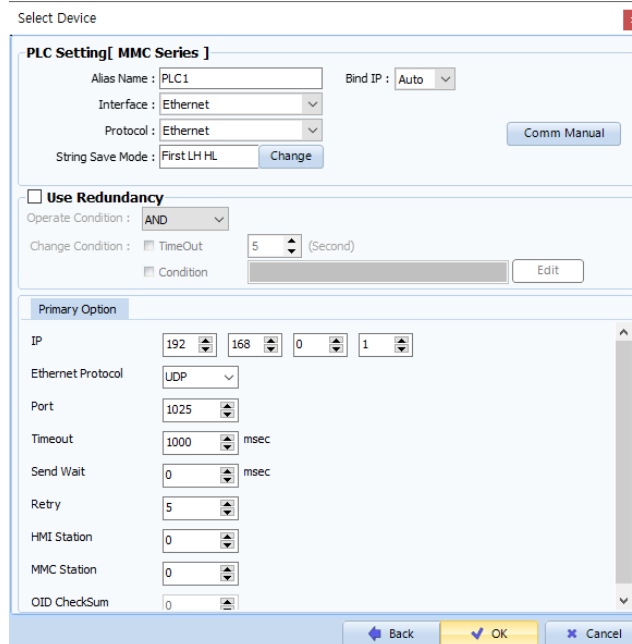 Select Device
PLC Setting[ MMC Series ]
Alias Name : PLC1 Bind IP : Auto
Interface : Ethernet
Protocol : Ethernet Comm Manual
String Save Mode : First LH HL Change
Use Redundancy
Operate Condition : AND
Change Condition : TimeOut 5 (Second)
Condition Edit
Primary Option
IP 192 168 0 1
Ethernet Protocol UDP
Port 1025
Timeout 1000 msec
Send Wait 0 msec
Retry 5
HMI Station 0
MMC Station 0
OID CheckSum 0
Back OK Cancel